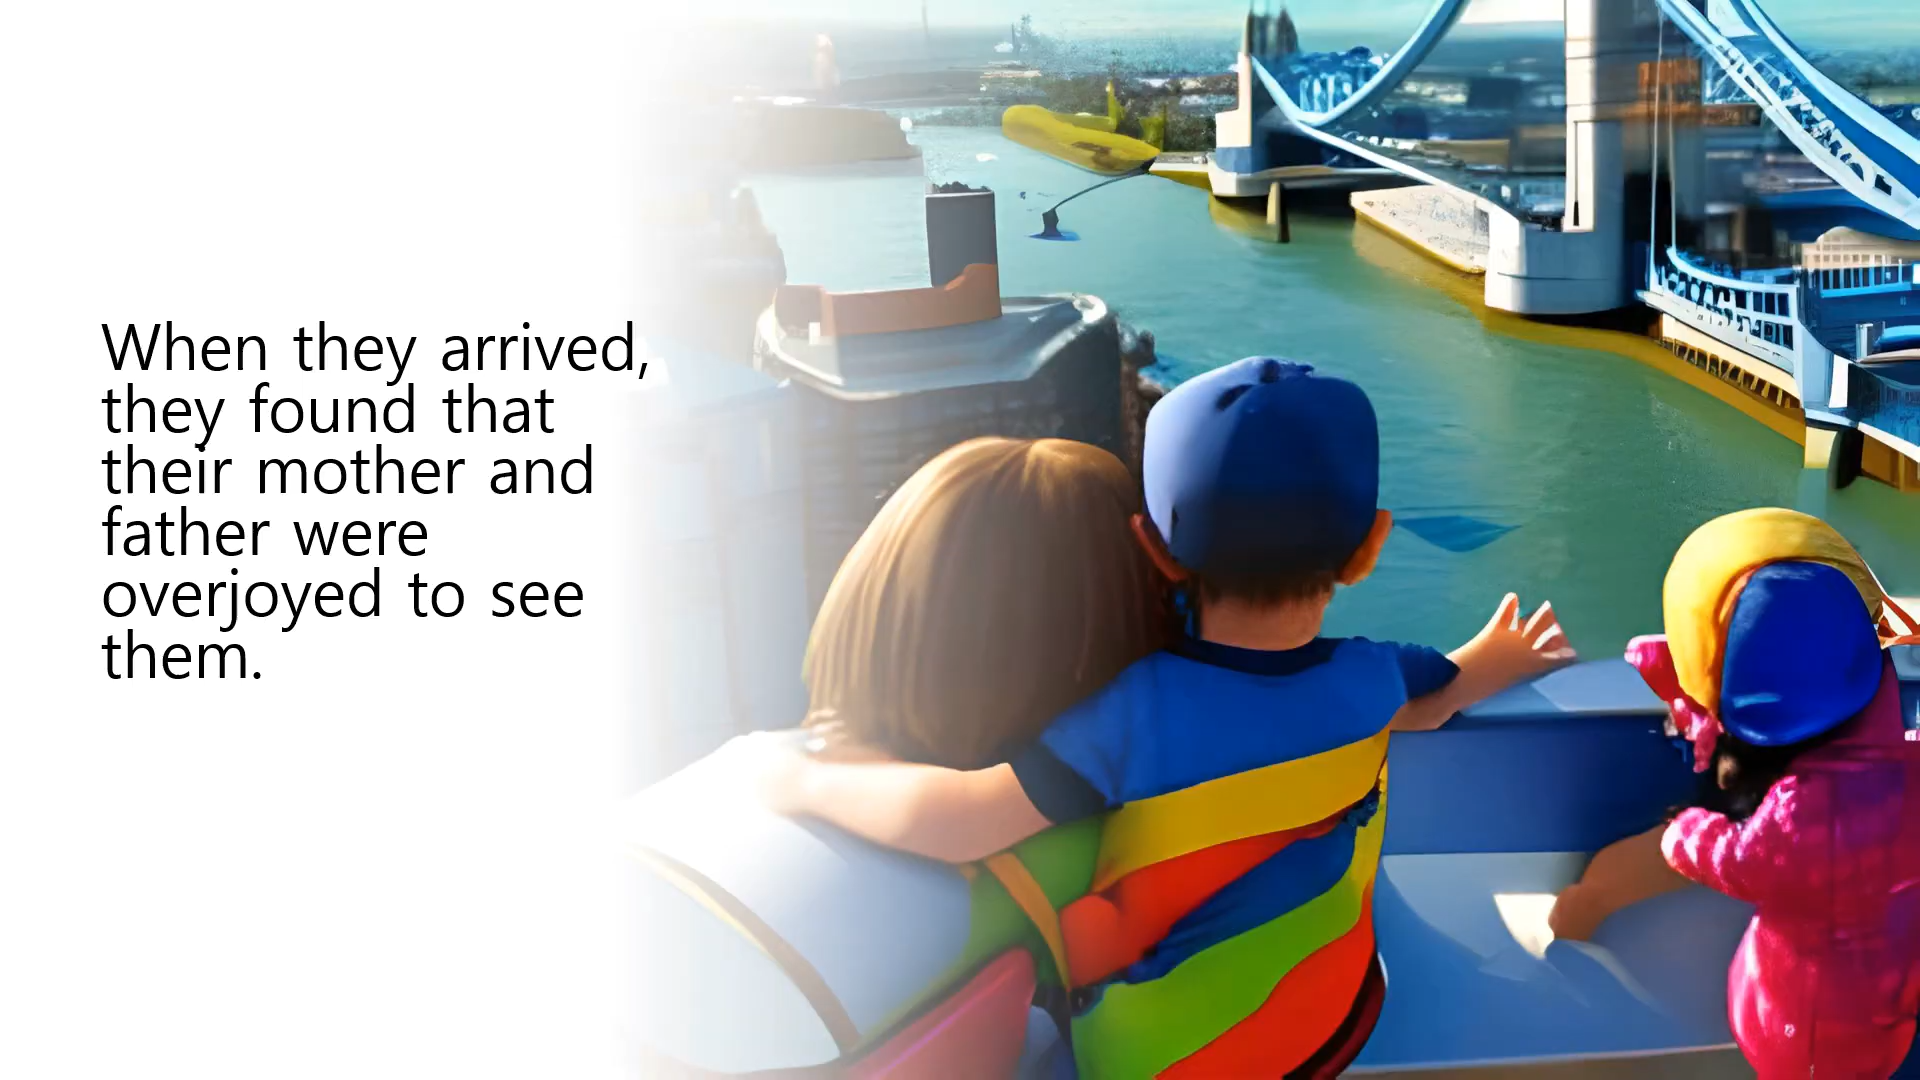 When they arrived,
they found that
their mother and
father were
overjoyed to see
them.